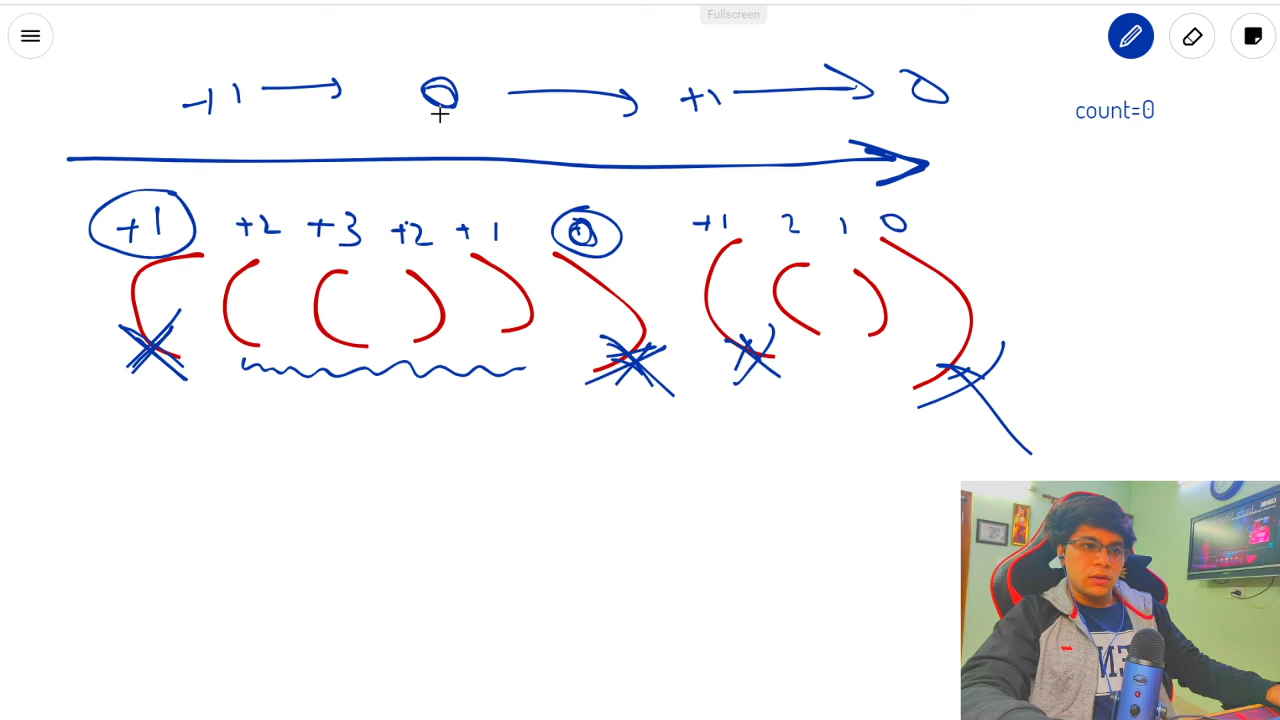 Fullscreen
+1 → 0 → +1 → 0
count=0
+1 +2 +3 +2 +1 0 +1 2 1 0
( ( ( ) ) ) ( ( ) )